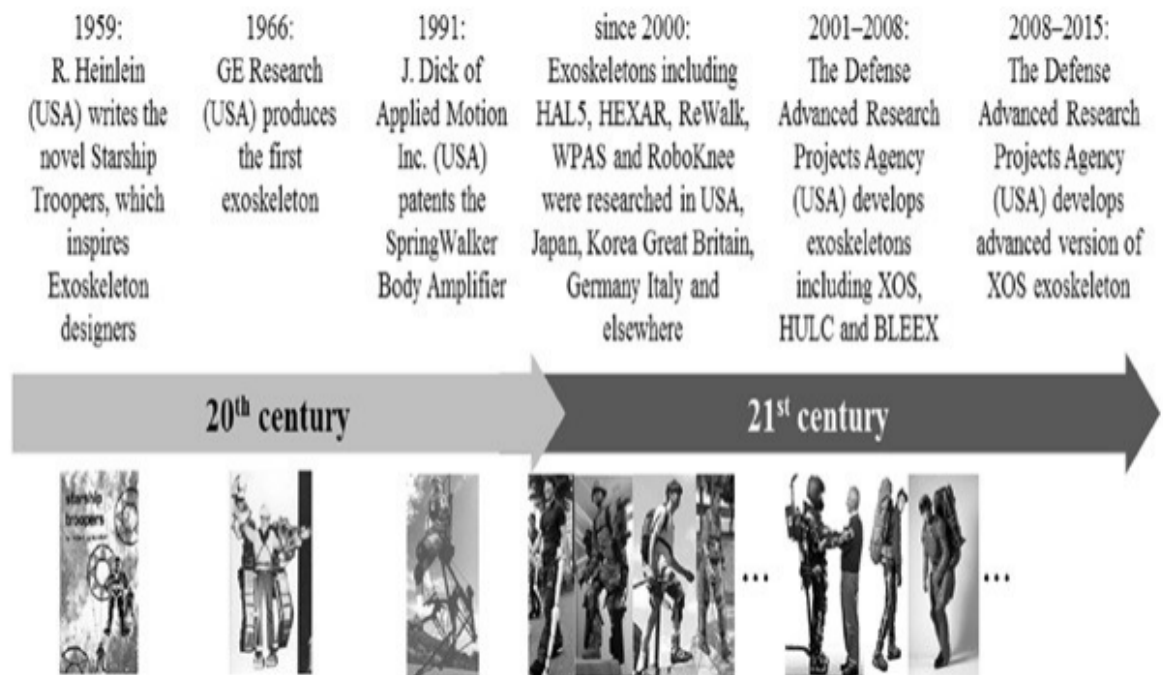 1959:
R. Heinlein
(USA) writes the
novel Starship
Troopers, which
inspires
Exoskeleton
designers
1966:
GE Research
(USA) produces
the first
exoskeleton
1991:
J. Dick of
Applied Motion
Inc. (USA)
patents the
SpringWalker
Body Amplifier
since 2000:
Exoskeletons including
HAL5, HEXAR, ReWalk,
WPAS and RoboKnee
were researched in USA,
Japan, Korea Great Britain,
Germany Italy and
elsewhere
2001–2008:
The Defense
Advanced Research
Projects Agency
(USA) develops
exoskeletons
including XOS,
HULC and BLEEX
2008–2015:
The Defense
Advanced Research
Projects Agency
(USA) develops
advanced version of
XOS exoskeleton
20th century
21st century
starship
troopers
...
...